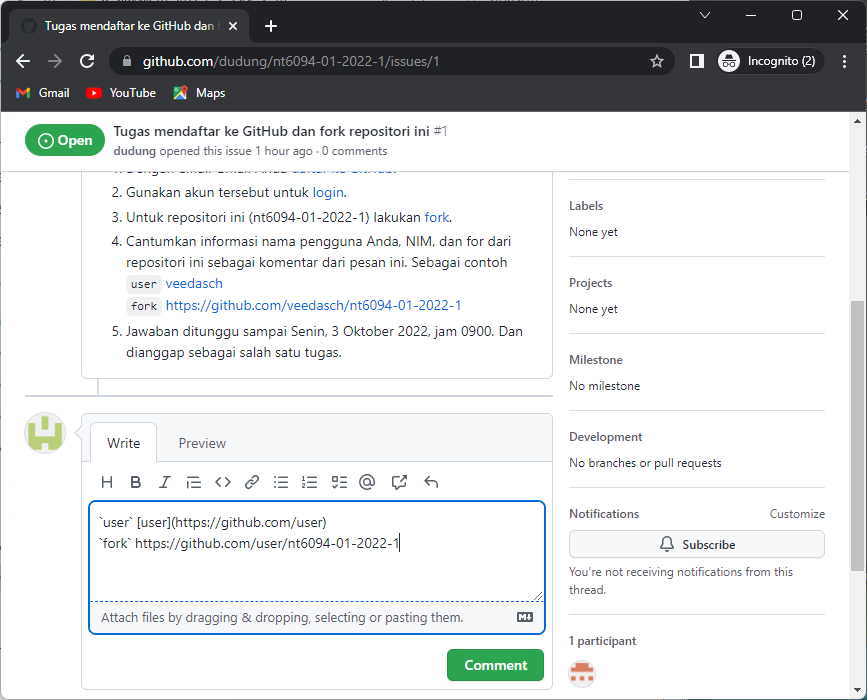 Tugas mendaftar ke GitHub dan
github.com/dudung/nt6094-01-2022-1/issues/1
Incognito (2)
Gmail
YouTube
Maps
Open
Tugas mendaftar ke GitHub dan fork repositori ini #1
dudung opened this issue 1 hour ago · 0 comments
1. Dengan email Gmail Anda daftar ke GitHub.
2. Gunakan akun tersebut untuk login.
3. Untuk repositori ini (nt6094-01-2022-1) lakukan fork.
4. Cantumkan informasi nama pengguna Anda, NIM, dan for dari
repositori ini sebagai komentar dari pesan ini. Sebagai contoh
user veedasch
fork https://github.com/veedasch/nt6094-01-2022-1
5. Jawaban ditunggu sampai Senin, 3 Oktober 2022, jam 0900. Dan
dianggap sebagai salah satu tugas.
Write
Preview
`user` [user](https://github.com/user)
`fork` https://github.com/user/nt6094-01-2022-1
Attach files by dragging & dropping, selecting or pasting them.
Comment
Labels
None yet
Projects
None yet
Milestone
No milestone
Development
No branches or pull requests
Notifications
Customize
Subscribe
You're not receiving notifications from this
thread.
1 participant